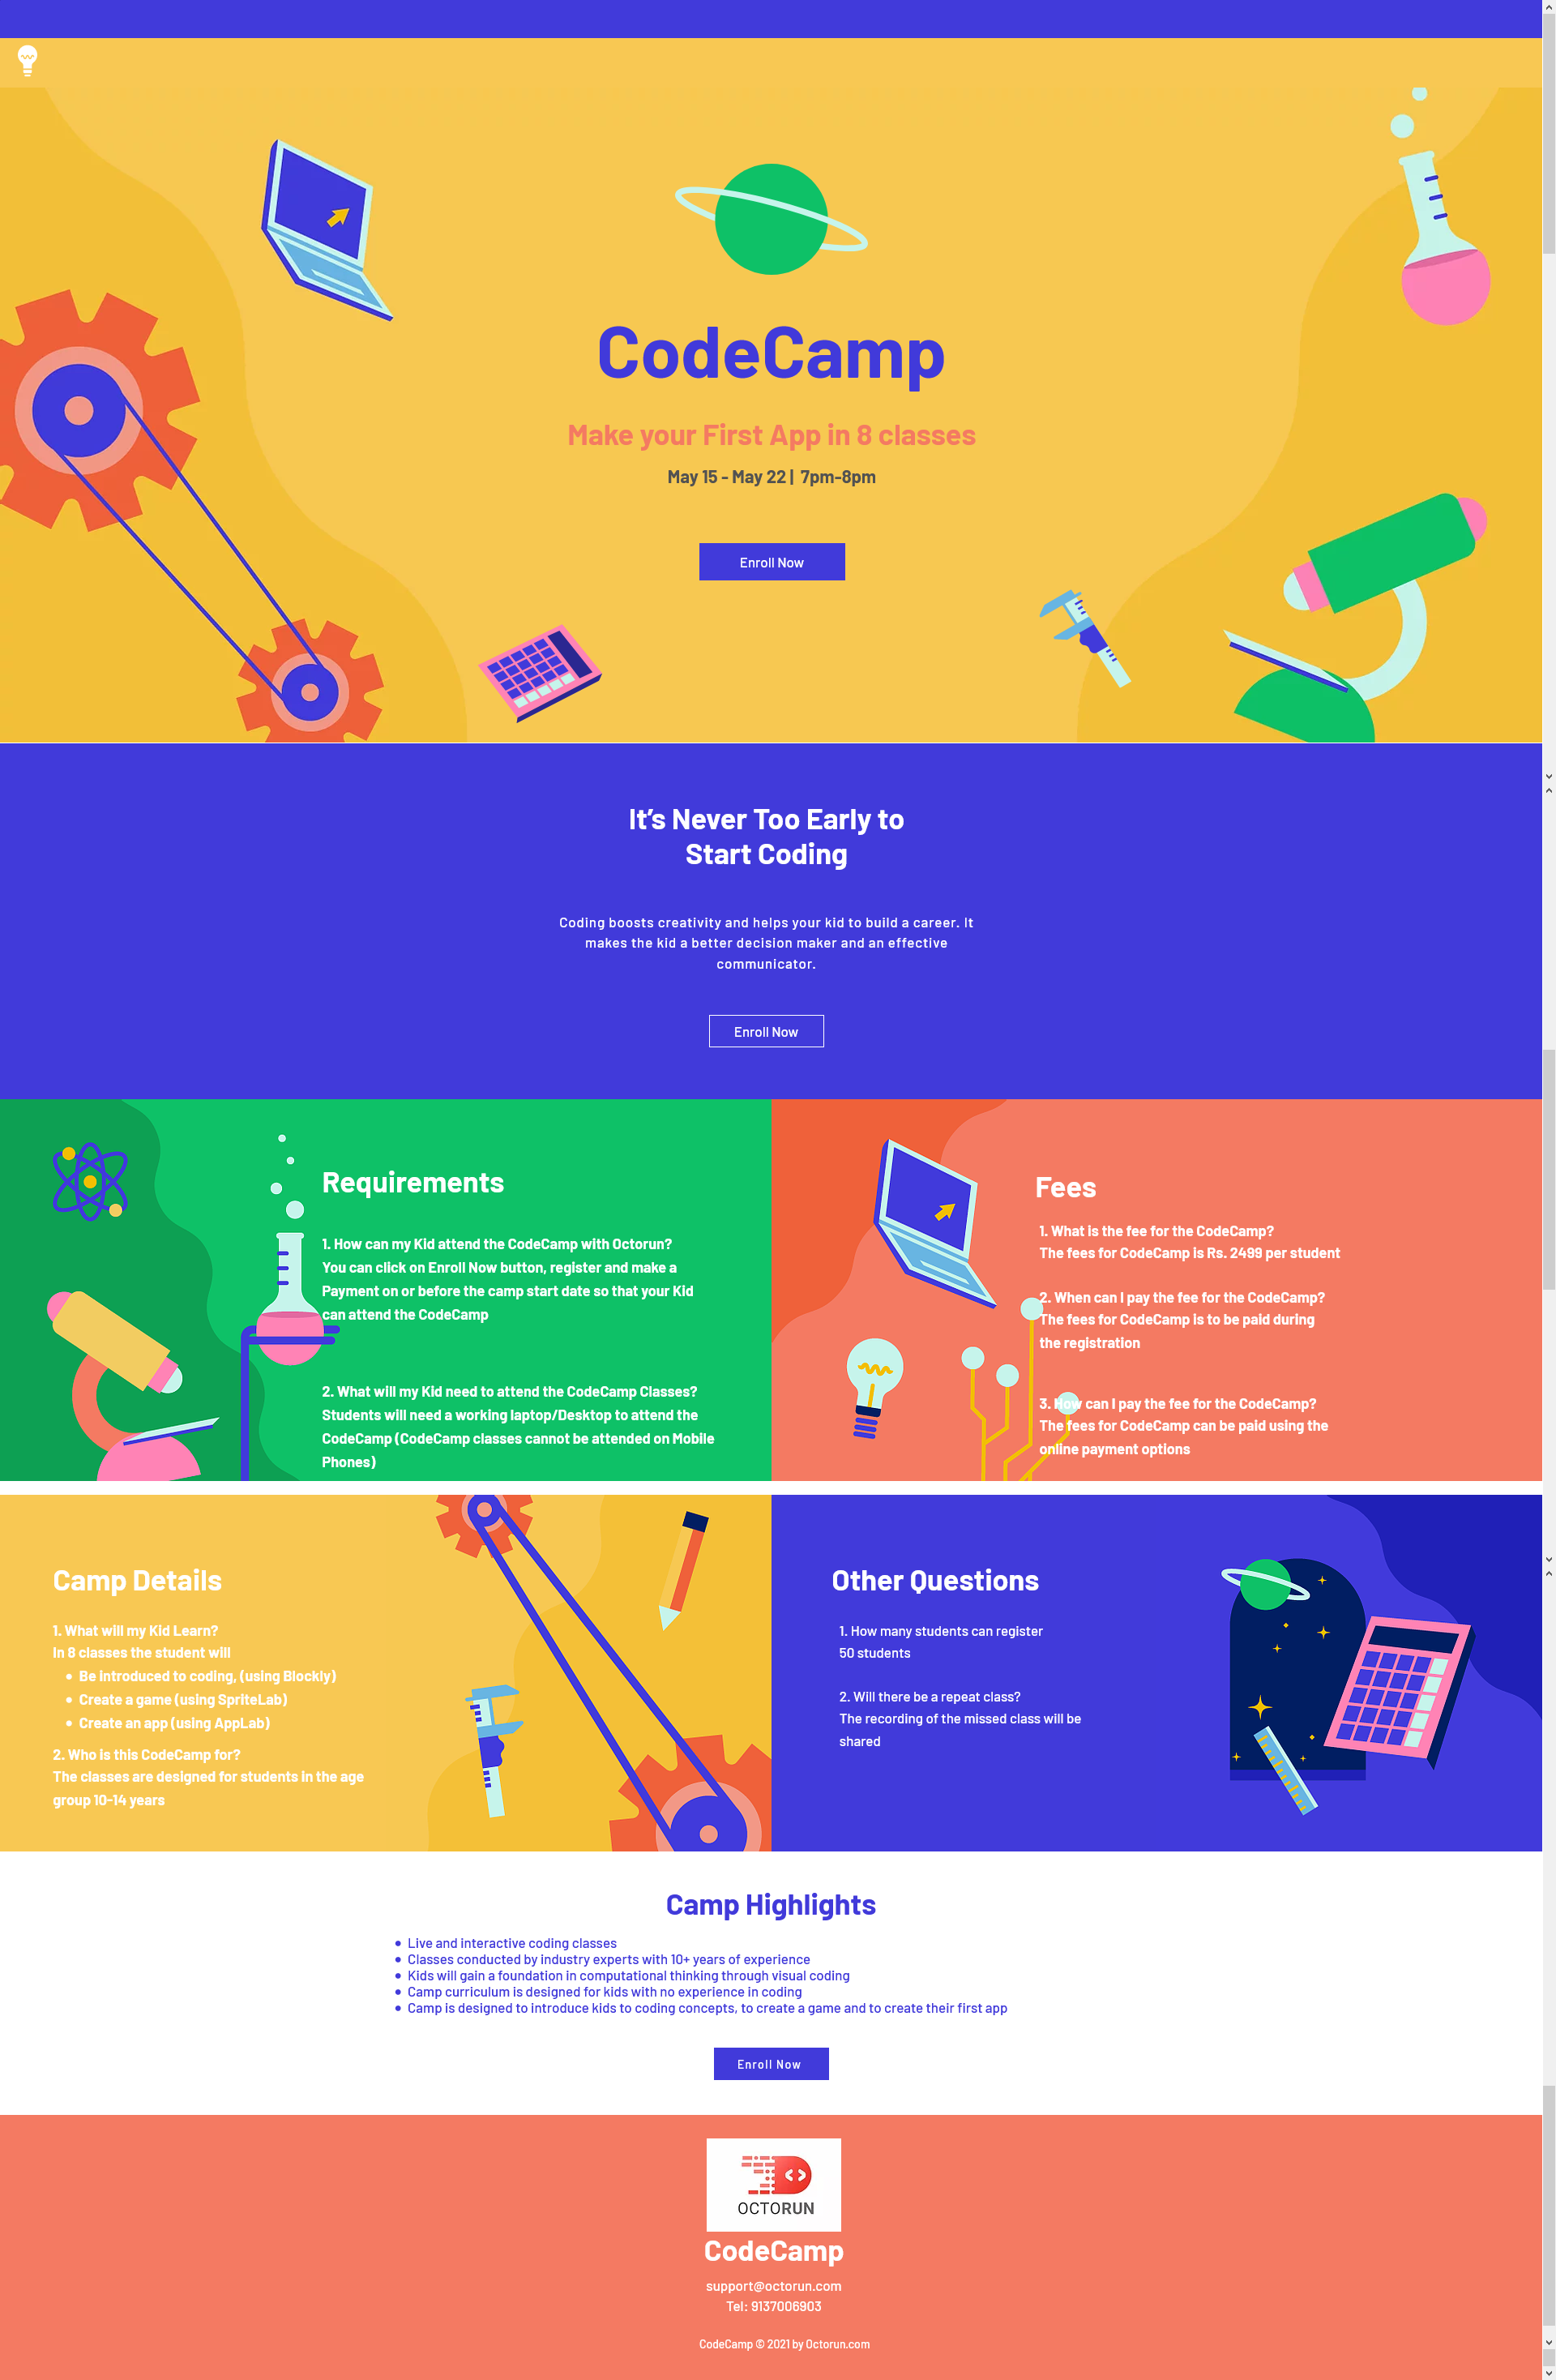 CodeCamp
Make your First App in 8 classes
May 15 - May 22 | 7pm-8pm
Enroll Now
It’s Never Too Early to
Start Coding
Coding boosts creativity and helps your kid to build a career. It
makes the kid a better decision maker and an effective
communicator.
Enroll Now
Requirements
1. How can my Kid attend the CodeCamp with Octorun?
You can click on Enroll Now button, register and make a
Payment on or before the camp start date so that your Kid
can attend the CodeCamp
2. What will my Kid need to attend the CodeCamp Classes?
Students will need a working laptop/Desktop to attend the
CodeCamp (CodeCamp classes cannot be attended on Mobile
Phones)
Fees
1. What is the fee for the CodeCamp?
The fees for CodeCamp is Rs. 2499 per student
2. When can I pay the fee for the CodeCamp?
The fees for CodeCamp is to be paid during
the registration
3. How can I pay the fee for the CodeCamp?
The fees for CodeCamp can be paid using the
online payment options
Camp Details
1. What will my Kid Learn?
In 8 classes the student will
• Be introduced to coding, (using Blockly)
• Create a game (using SpriteLab)
• Create an app (using AppLab)
2. Who is this CodeCamp for?
The classes are designed for students in the age
group 10-14 years
Other Questions
1. How many students can register
50 students
2. Will there be a repeat class?
The recording of the missed class will be
shared
Camp Highlights
• Live and interactive coding classes
• Classes conducted by industry experts with 10+ years of experience
• Kids will gain a foundation in computational thinking through visual coding
• Camp curriculum is designed for kids with no experience in coding
• Camp is designed to introduce kids to coding concepts, to create a game and to create their first app
Enroll Now
OCTORUN
CodeCamp
support@octorun.com
Tel: 9137006903
CodeCamp © 2021 by Octorun.com